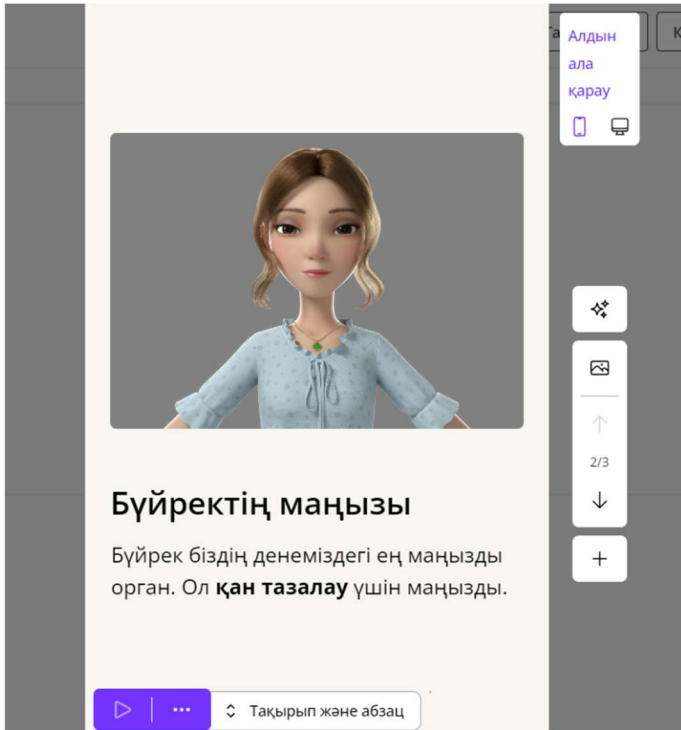 Алдын
ала
қарау
2/3
Бүйректің маңызы
Бүйрек біздің денеміздегі ең маңызды
орган. Ол қан тазалау үшін маңызды.
Тақырып және абзац